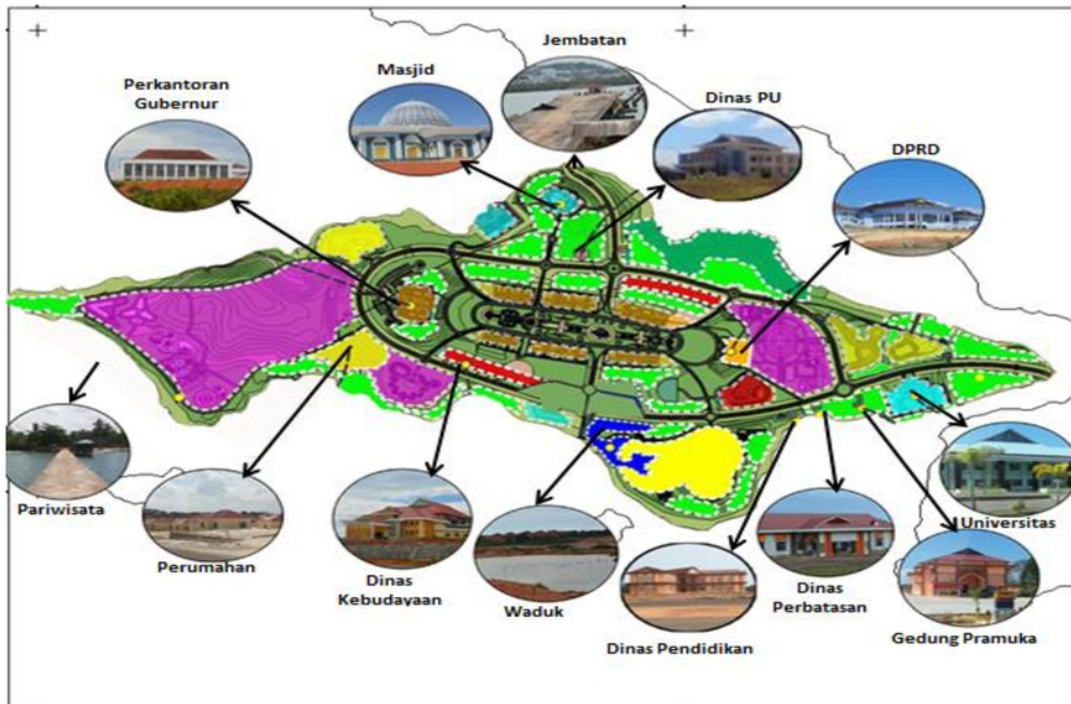 Jembatan
Masjid
Perkantoran
Gubernur
Dinas PU
DPRD
Pariwisata
Perumahan
Dinas
Kebudayaan
Waduk
Dinas Pendidikan
Dinas
Perbatasan
Universitas
Gedung Pramuka